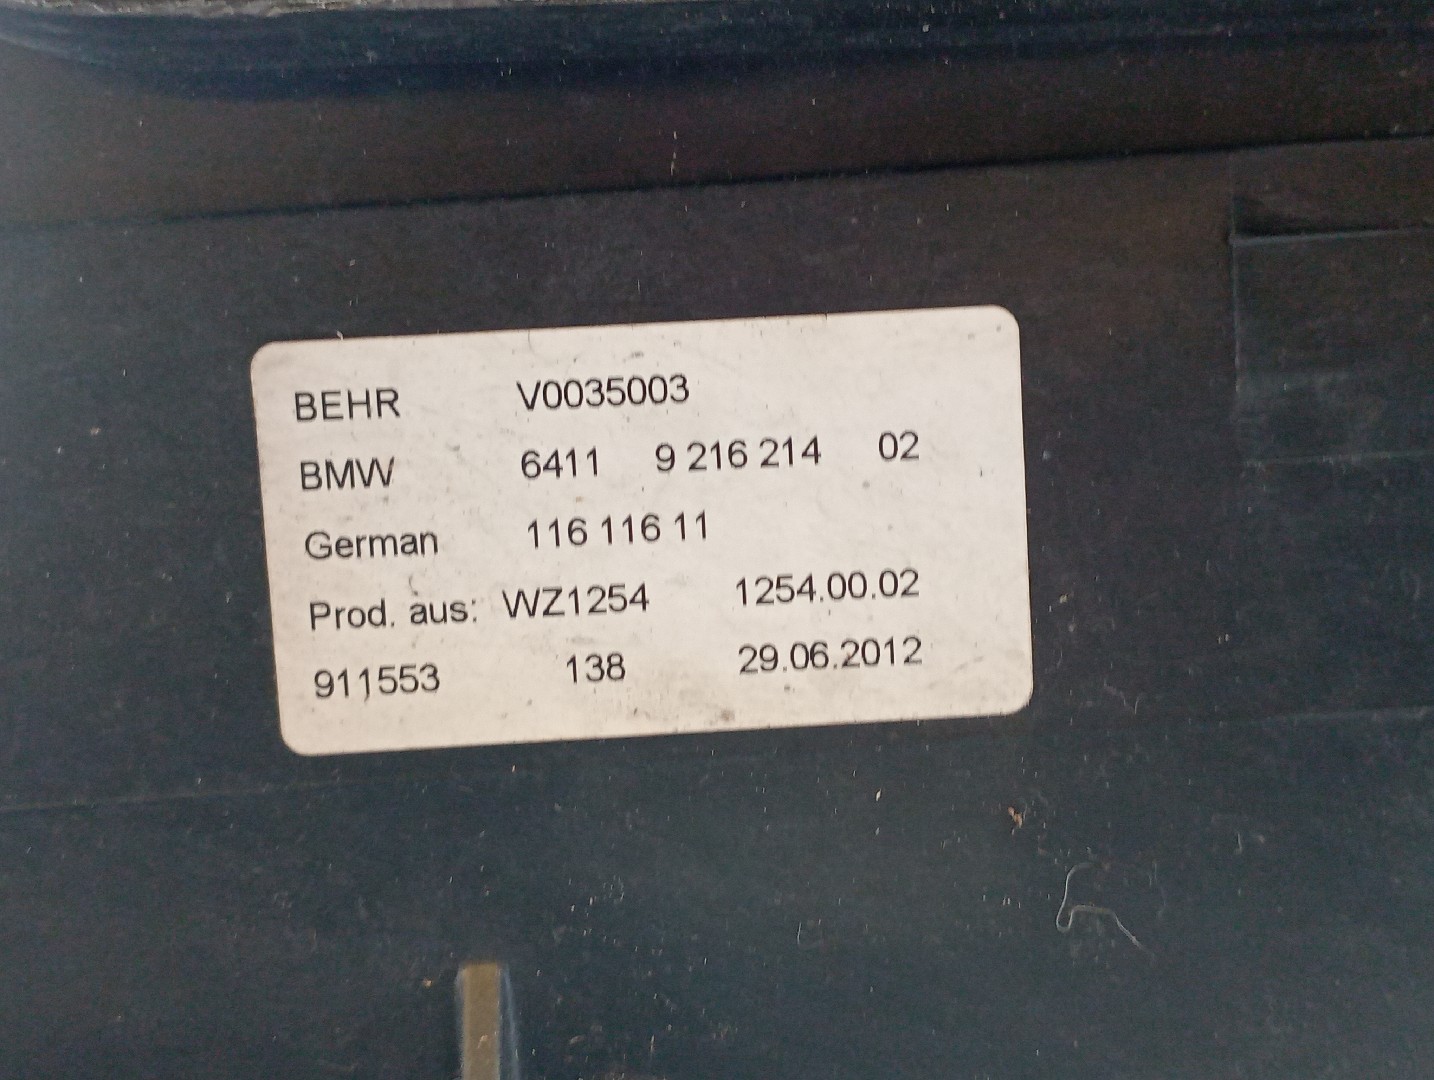 BEHR V0035003
BMW 6411 9 216 214 02
German 116 116 11
Prod. aus: WZ1254 1254.00.02
911553 138 29.06.2012